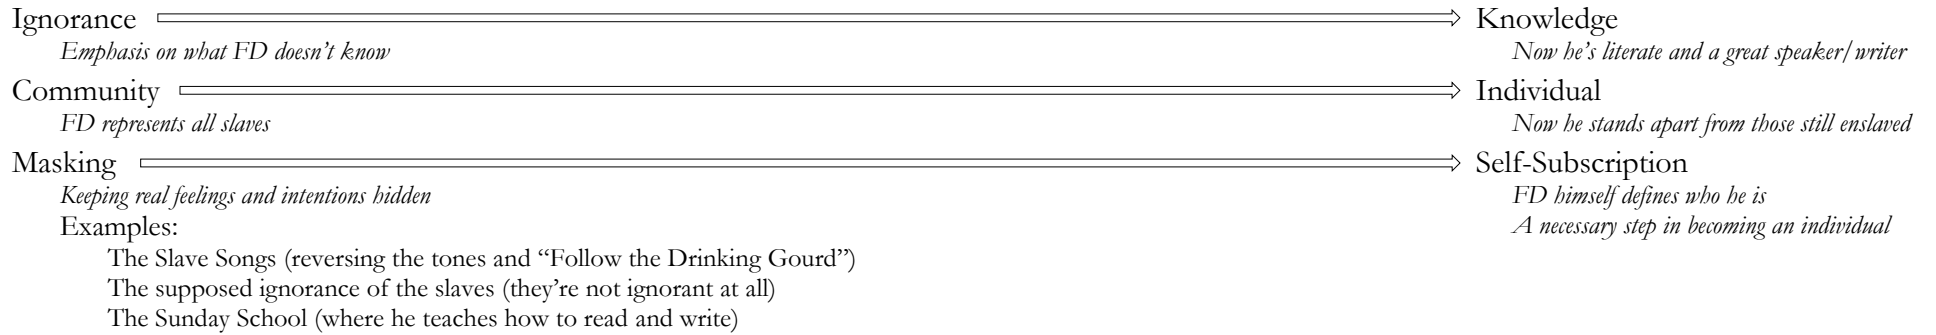 Ignorance Knowledge
Emphasis on what FD doesn’t know Now he’s literate and a great speaker/writer
Community Individual
FD represents all slaves Now he stands apart from those still enslaved
Masking Self-Subscription
Keeping real feelings and intentions hidden FD himself defines who he is
Examples: A necessary step in becoming an individual
The Slave Songs (reversing the tones and “Follow the Drinking Gourd”)
The supposed ignorance of the slaves (they’re not ignorant at all)
The Sunday School (where he teaches how to read and write)